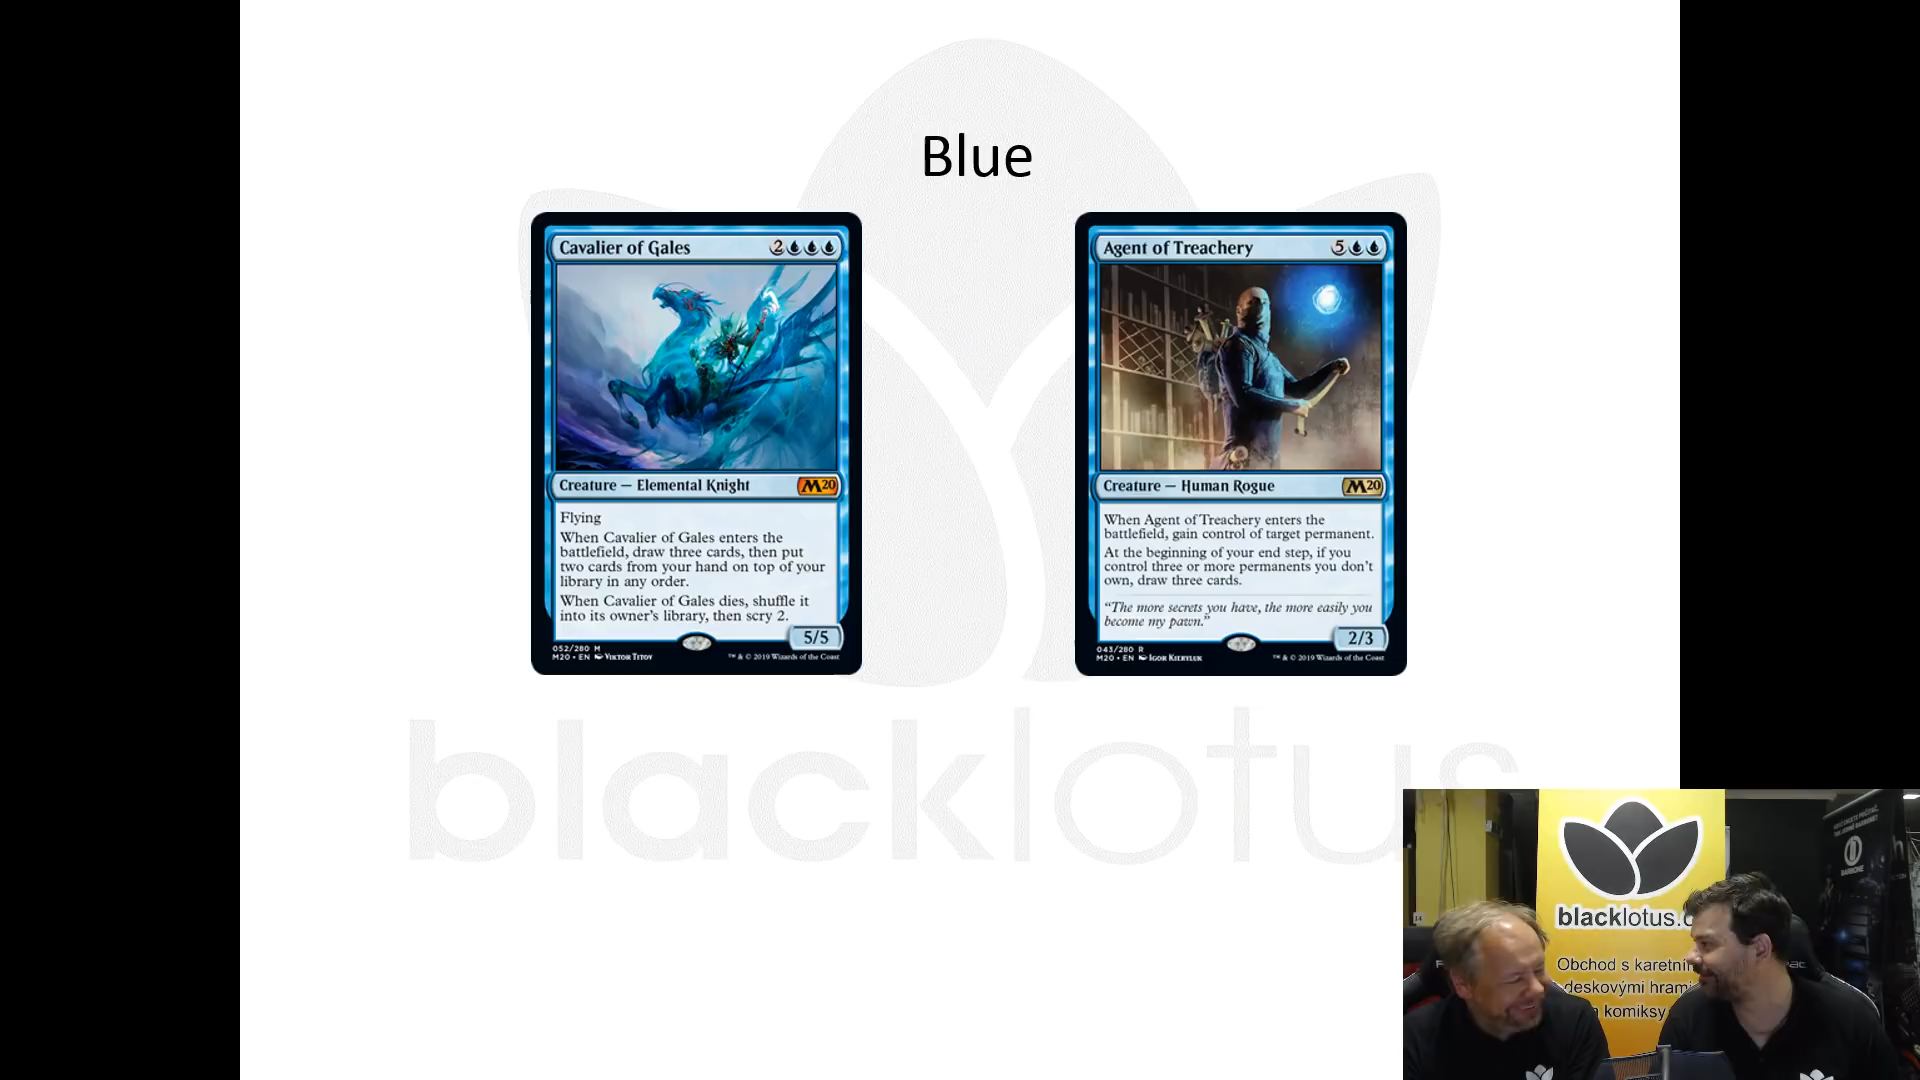 Blue
Cavalier of Gales 2
Creature — Elemental Knight M20
Flying
When Cavalier of Gales enters the
battlefield, draw three cards, then put
two cards from your hand on top of your
library in any order.
When Cavalier of Gales dies, shuffle it
into its owner's library, then scry 2.
5/5
052/280 M
M20 • EN Viktor Titov
™ & © 2019 Wizards of the Coast
Agent of Treachery 5
Creature — Human Rogue M20
When Agent of Treachery enters the
battlefield, gain control of target permanent.
At the beginning of your end step, if you
control three or more permanents you don't
own, draw three cards.
"The more secrets you have, the more easily you
become my pawn."
2/3
043/280 R
M20 • EN Igor Kieryluk
™ & © 2019 Wizards of the Coast
blacklotus
blacklotus.c
Obchod s karetní
deskovými hrami
komiksy
BARBONE
14